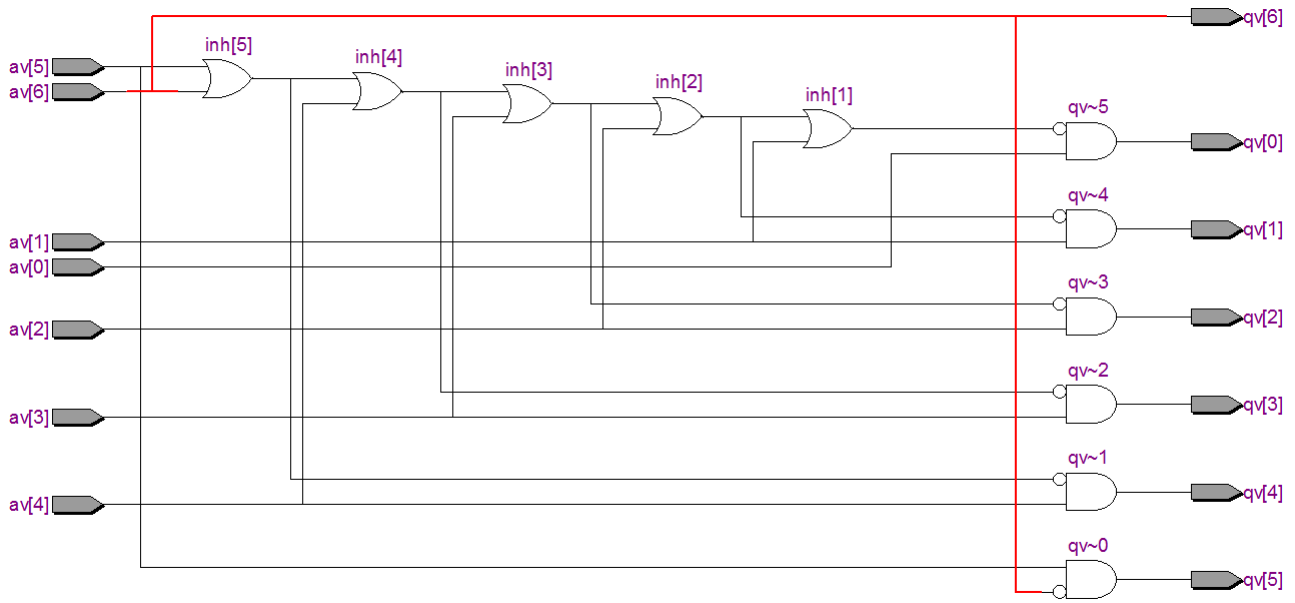 qv[6]
inh[5]
inh[4]
av[5]
inh[3]
inh[2]
av[6]
inh[1]
qv~5
qv[0]
qv~4
av[1]
qv[1]
av[0]
qv~3
av[2]
qv[2]
qv~2
av[3]
qv[3]
qv~1
av[4]
qv[4]
qv~0
qv[5]